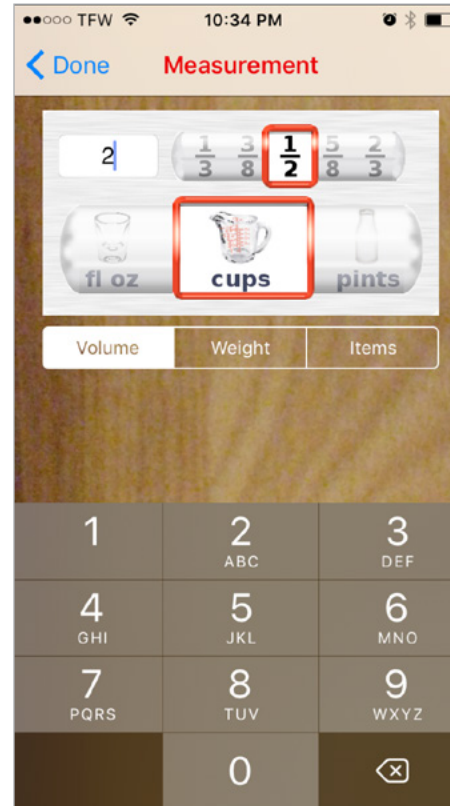 ●●○○○ TFW 10:34 PM
Done Measurement
2 1/3 3/8 1/2 5/8 2/3
fl oz cups pints
Volume Weight Items
1 2 3
ABC DEF
4 5 6
GHI JKL MNO
7 8 9
PQRS TUV WXYZ
0